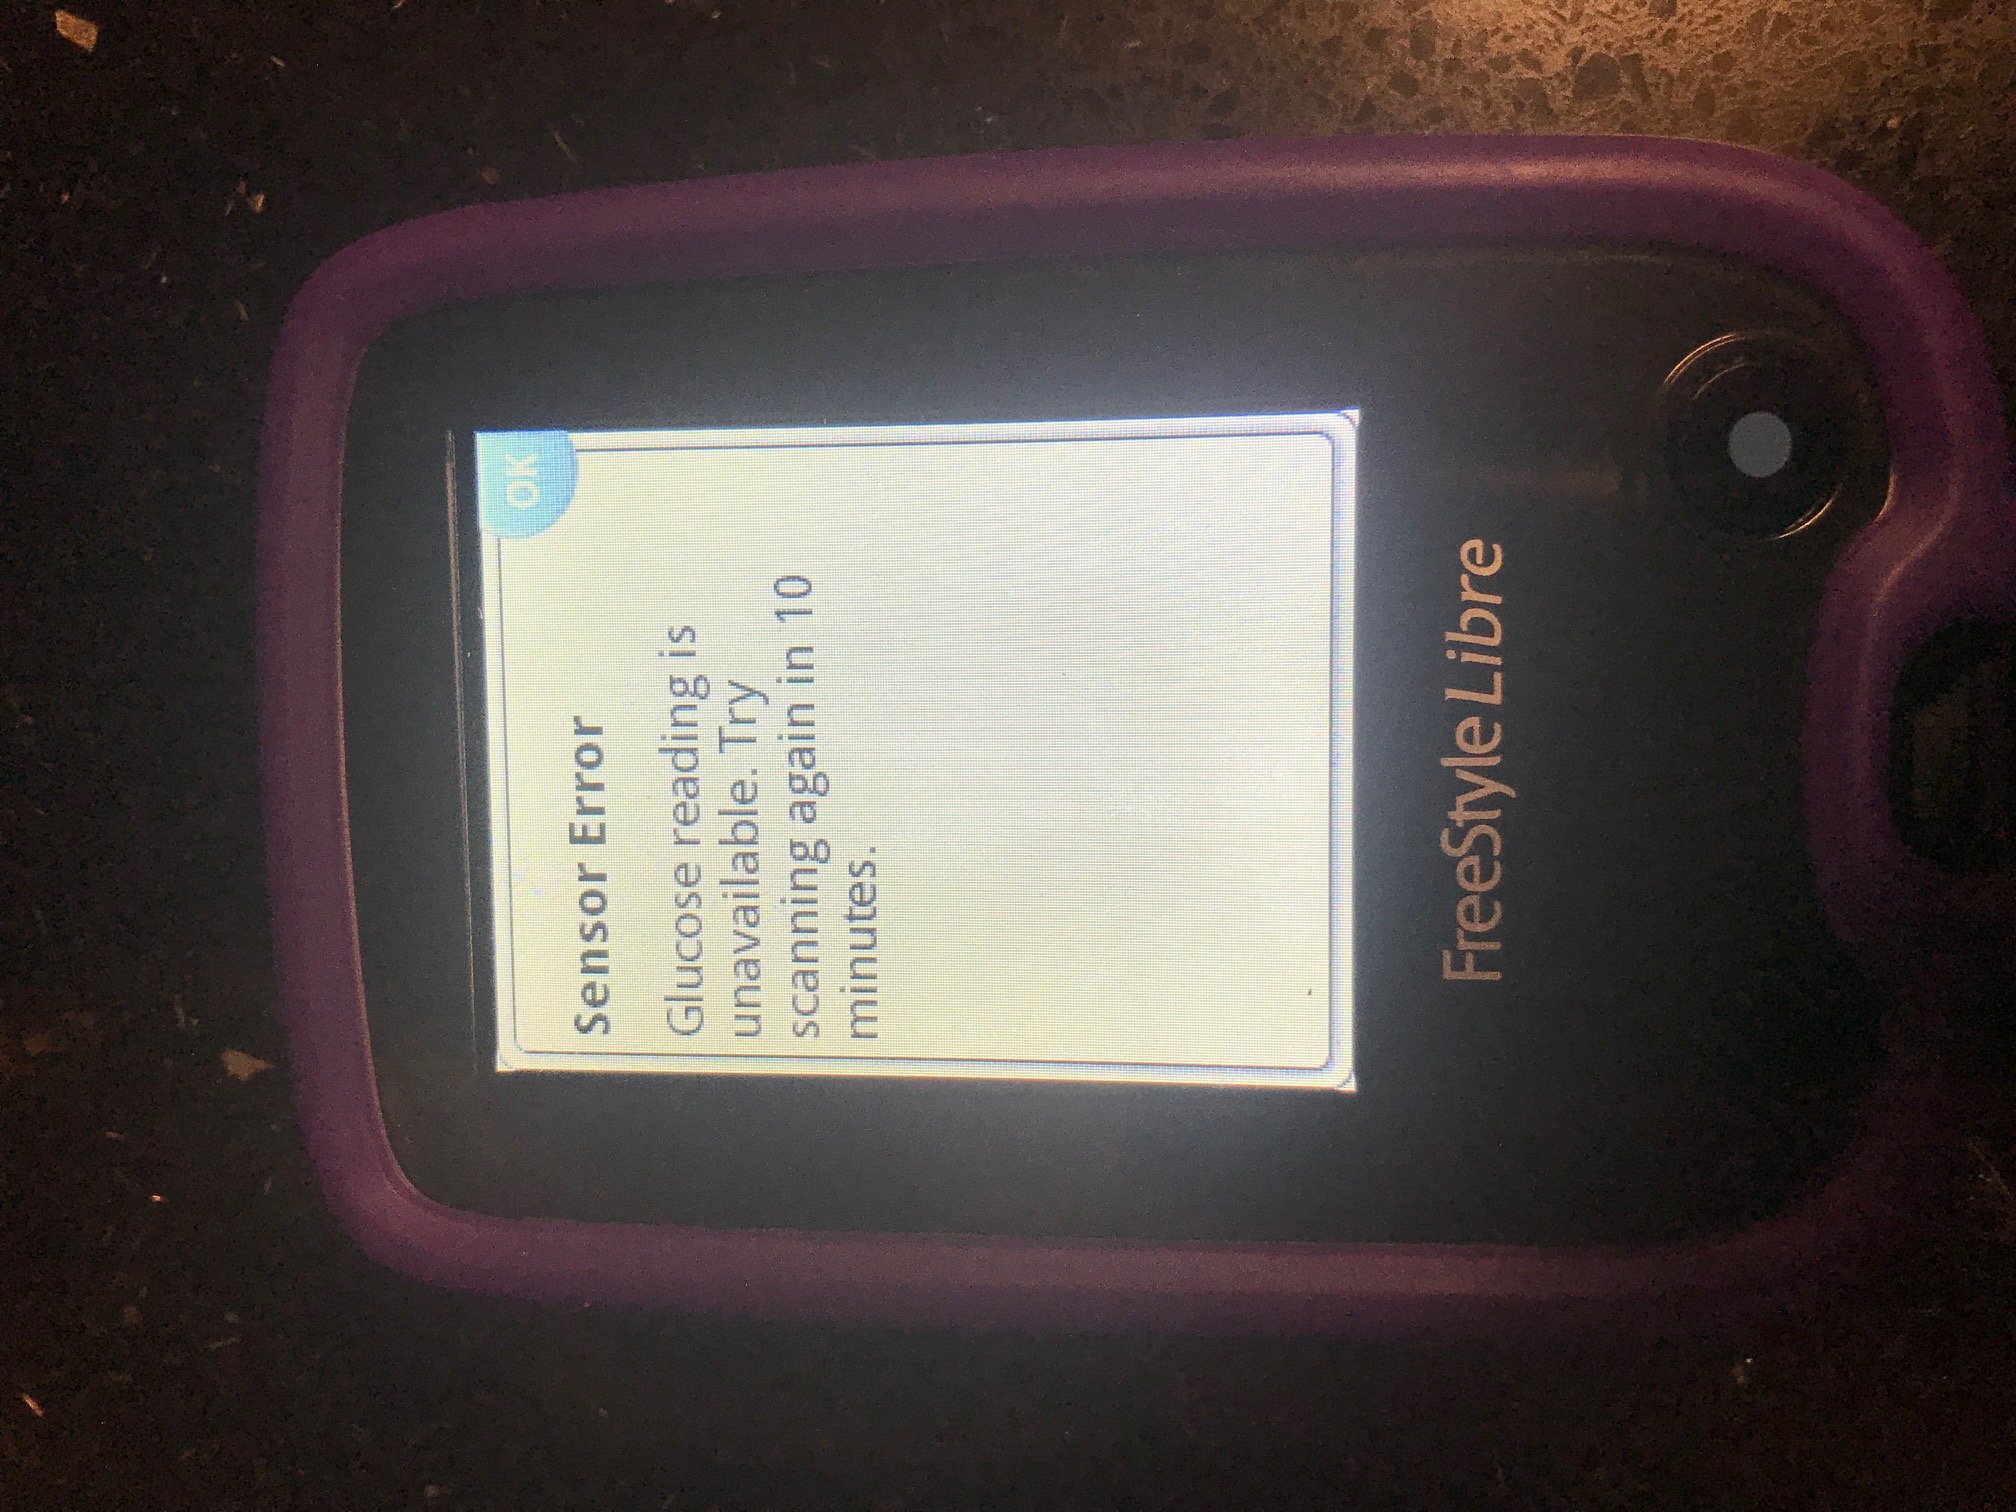 OK
Sensor Error
Glucose reading is
unavailable. Try
scanning again in 10
minutes.
FreeStyle Libre